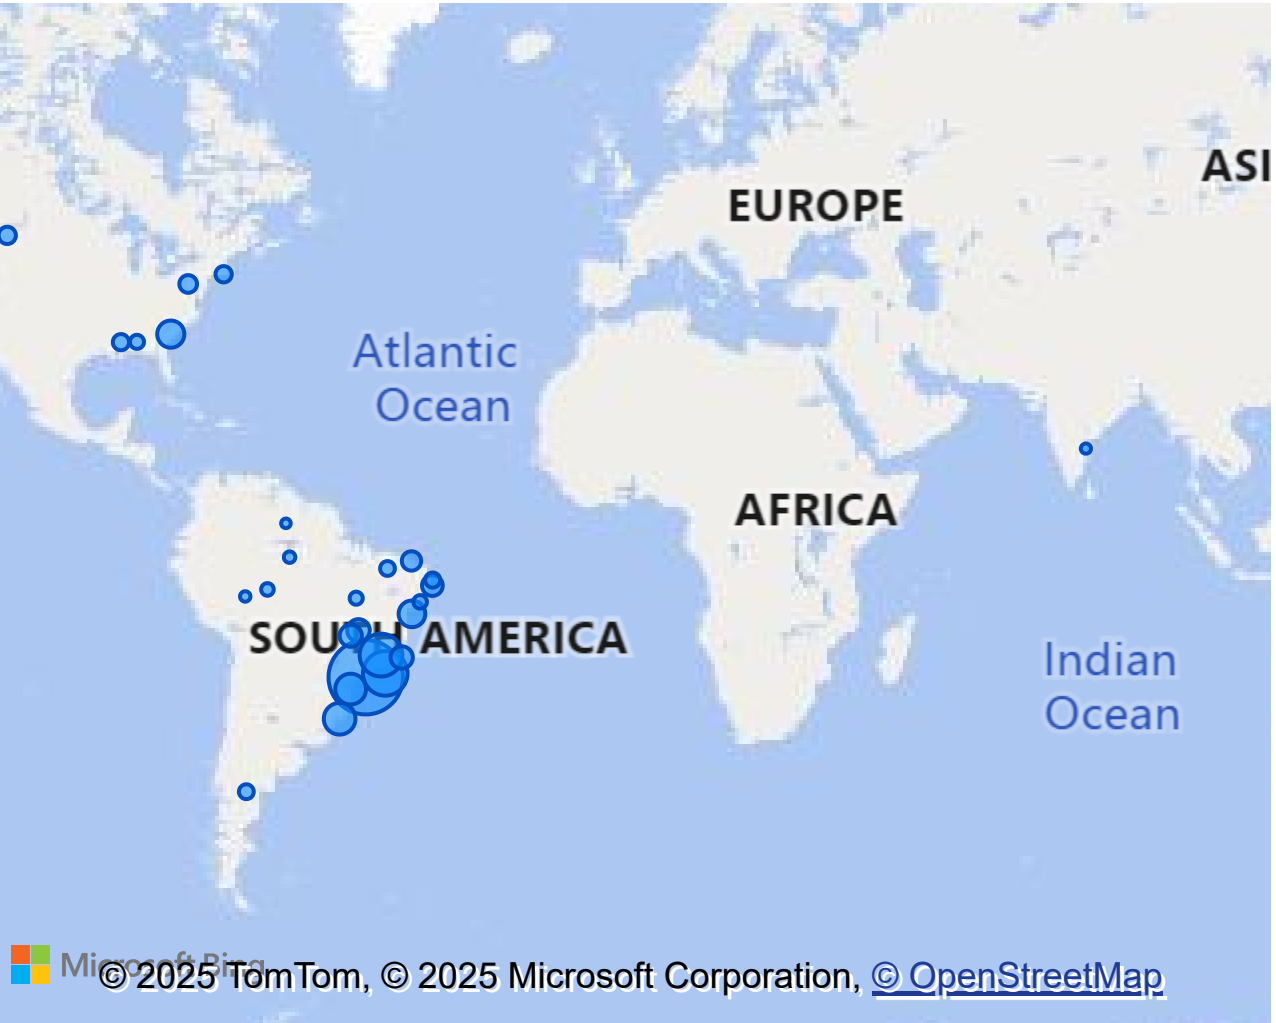 ASI
EUROPE
Atlantic
Ocean
AFRICA
SOUTH AMERICA
Indian
Ocean
Microsoft Bing
© 2025 TomTom, © 2025 Microsoft Corporation, © OpenStreetMap